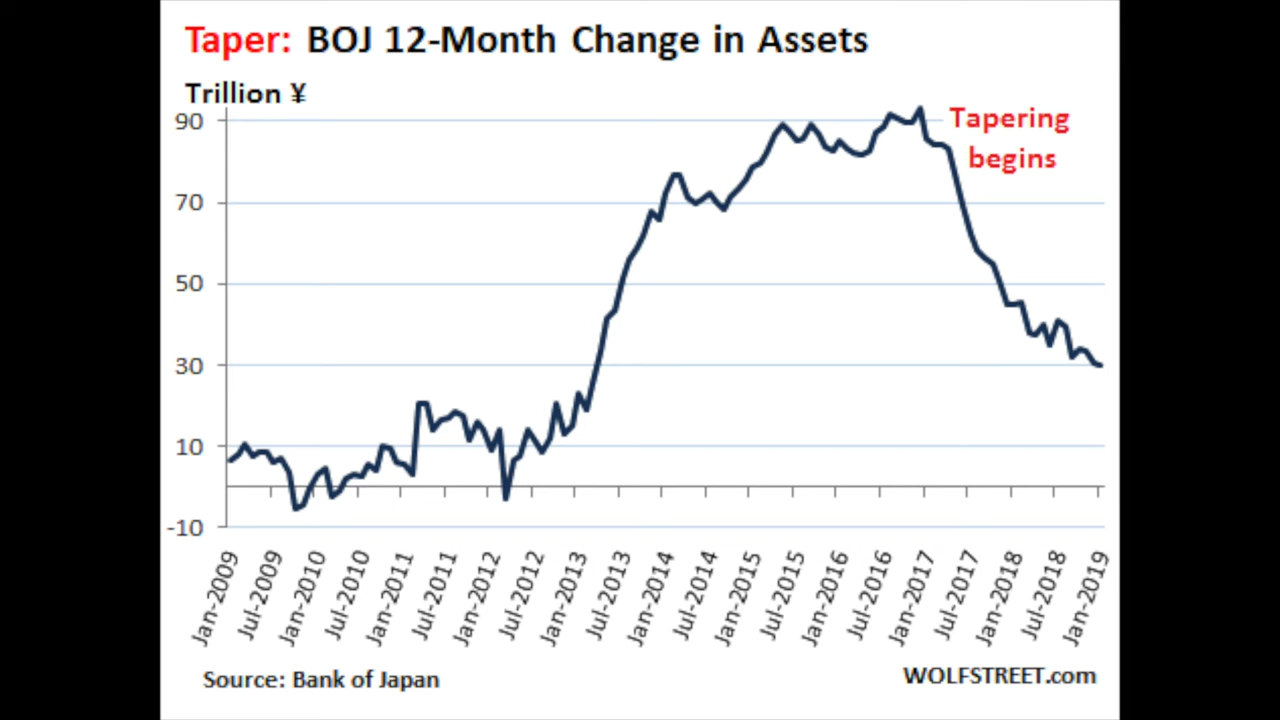 Taper: BOJ 12-Month Change in Assets
Trillion ¥
90
Tapering
begins
70
50
30
10
-10
Jan-2009
Jul-2009
Jan-2010
Jul-2010
Jan-2011
Jul-2011
Jan-2012
Jul-2012
Jan-2013
Jul-2013
Jan-2014
Jul-2014
Jan-2015
Jul-2015
Jan-2016
Jul-2016
Jan-2017
Jul-2017
Jan-2018
Jul-2018
Jan-2019
Source: Bank of Japan
WOLFSTREET.com